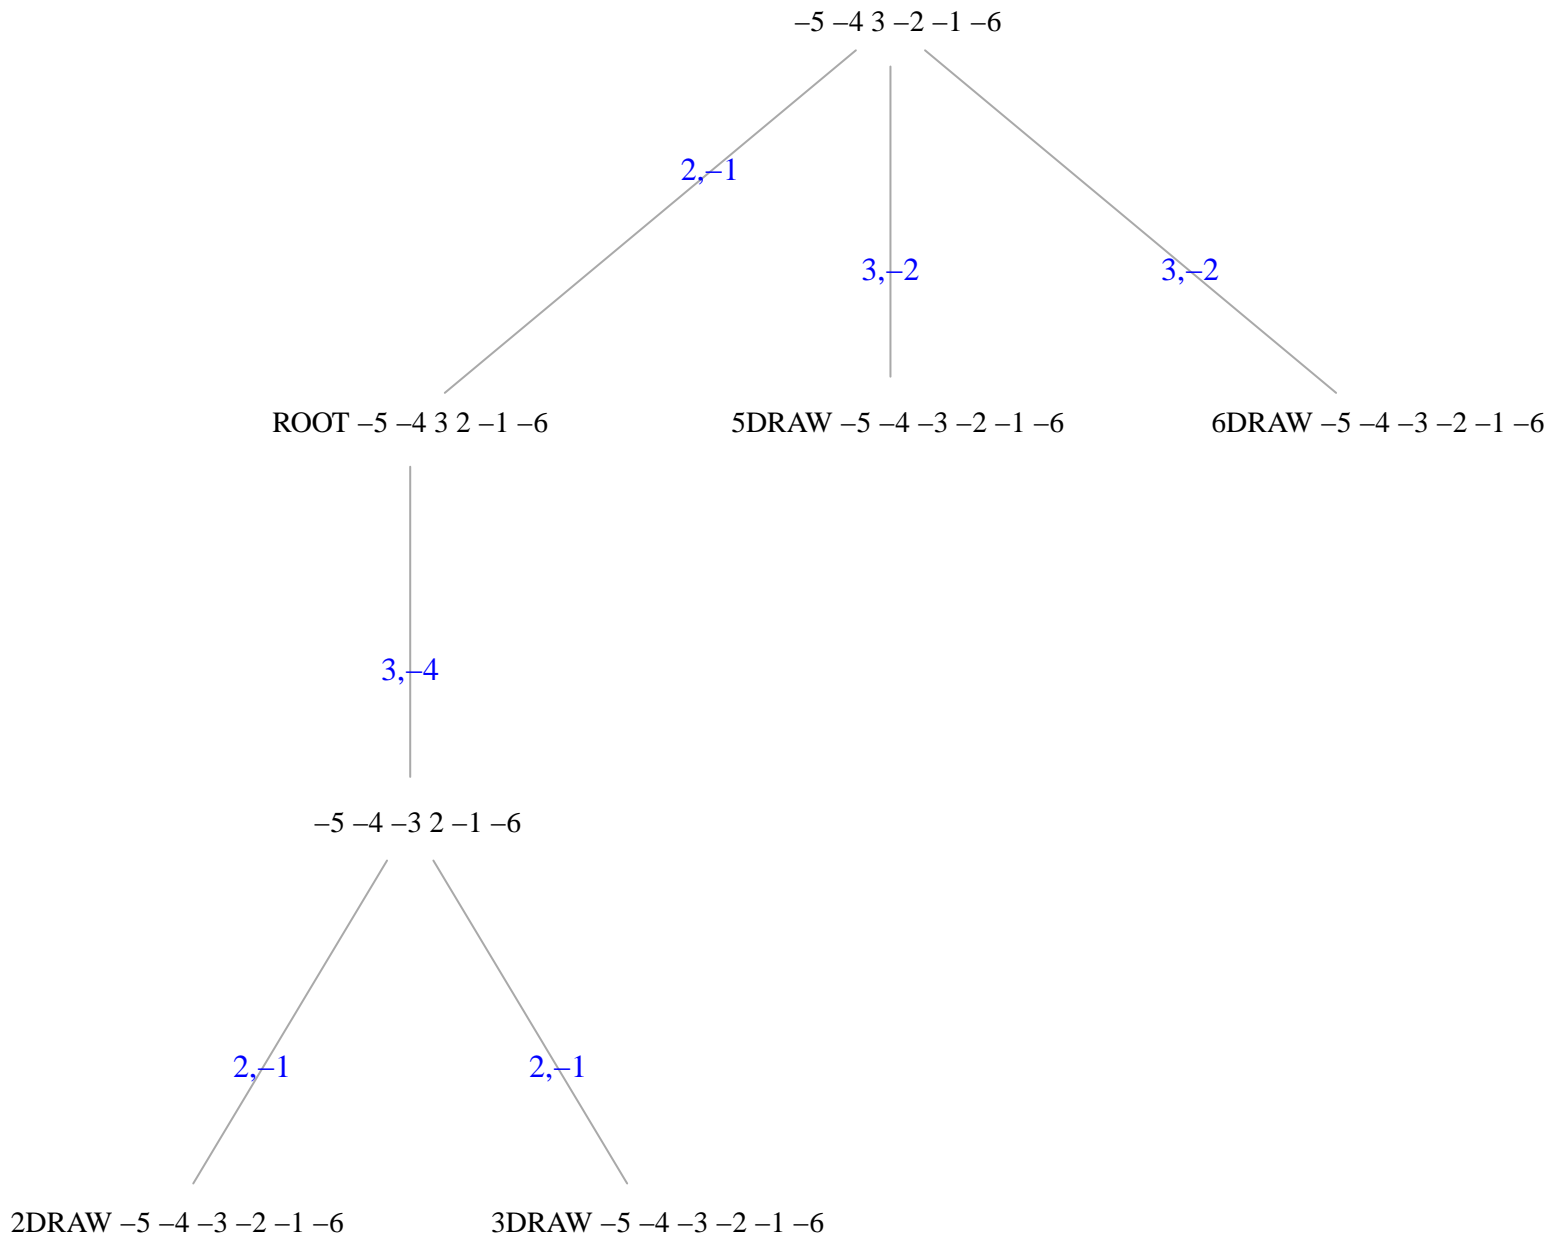 –5 –4 3 –2 –1 –6
2,–1
3,–2
3,–2
ROOT –5 –4 3 2 –1 –6
5DRAW –5 –4 –3 –2 –1 –6
6DRAW –5 –4 –3 –2 –1 –6
3,–4
–5 –4 –3 2 –1 –6
2,–1
2,–1
2DRAW –5 –4 –3 –2 –1 –6
3DRAW –5 –4 –3 –2 –1 –6